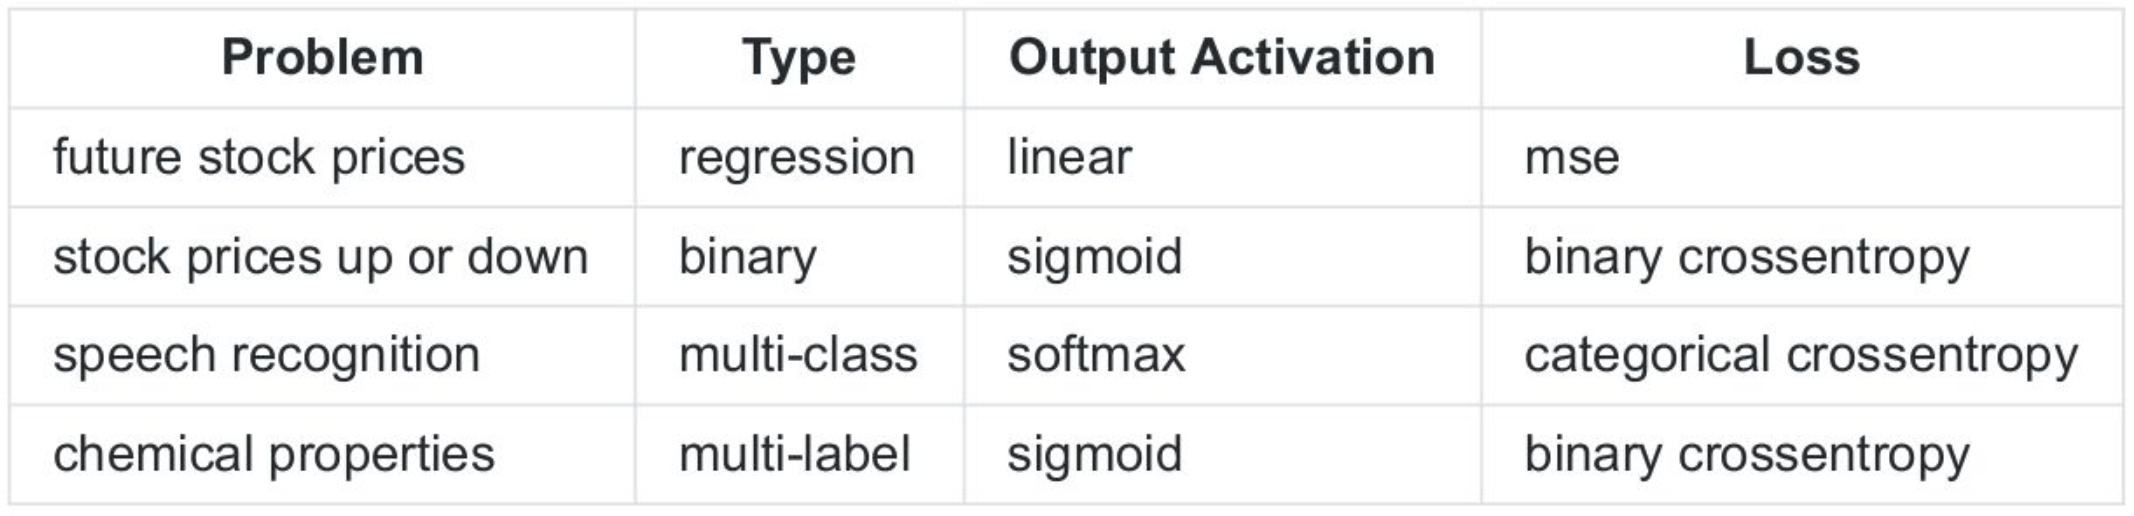 Problem Type Output Activation Loss
future stock prices regression linear mse
stock prices up or down binary sigmoid binary crossentropy
speech recognition multi-class softmax categorical crossentropy
chemical properties multi-label sigmoid binary crossentropy